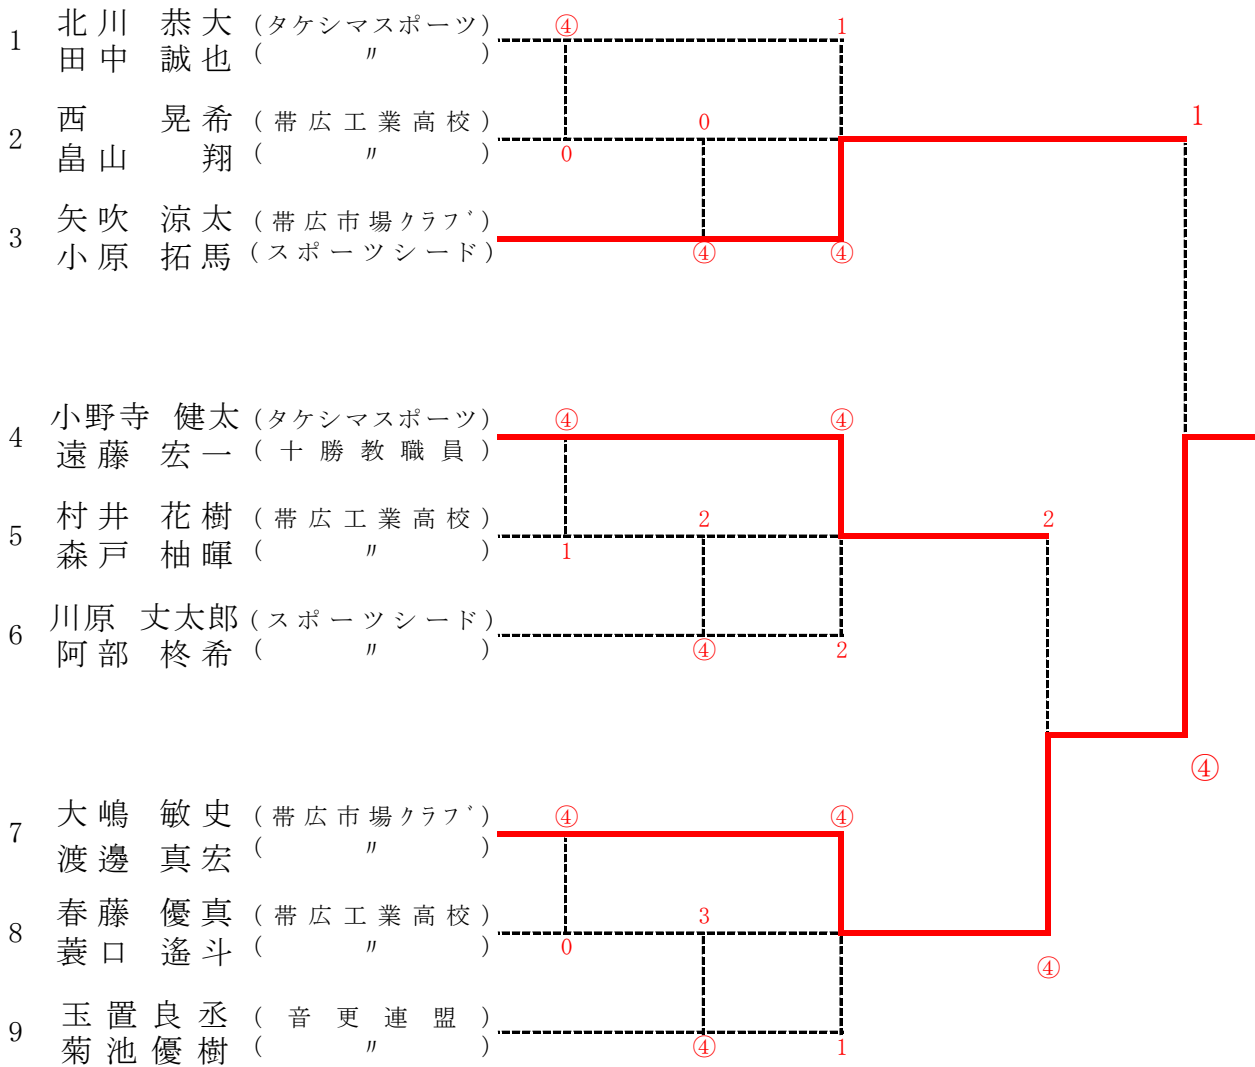 北川 恭大 (タケシマスポーツ) ④ 1
1
田中 誠也 ( 〃 )
西 晃希 (帯広工業高校) 0 1
2
畠山 翔 ( 〃 ) 0
矢吹 涼太 (帯広市場クラブ)
3
小原 拓馬 (スポーツシード) ④ ④
小野寺 健太 (タケシマスポーツ) ④ ④
4
遠藤 宏一 (十勝教職員)
村井 花樹 (帯広工業高校) 2 2
5
森戸 柚暉 ( 〃 ) 1
川原 丈太郎 (スポーツシード)
6
阿部 柊希 ( 〃 ) ④ 2
④
大嶋 敏史 (帯広市場クラブ) ④ ④
7
渡邊 真宏 ( 〃 )
春藤 優真 (帯広工業高校) 3
8
蓑口 遙斗 ( 〃 ) 0
④
玉置良丞 (音更連盟)
9
菊池優樹 ( 〃 ) ④ 1